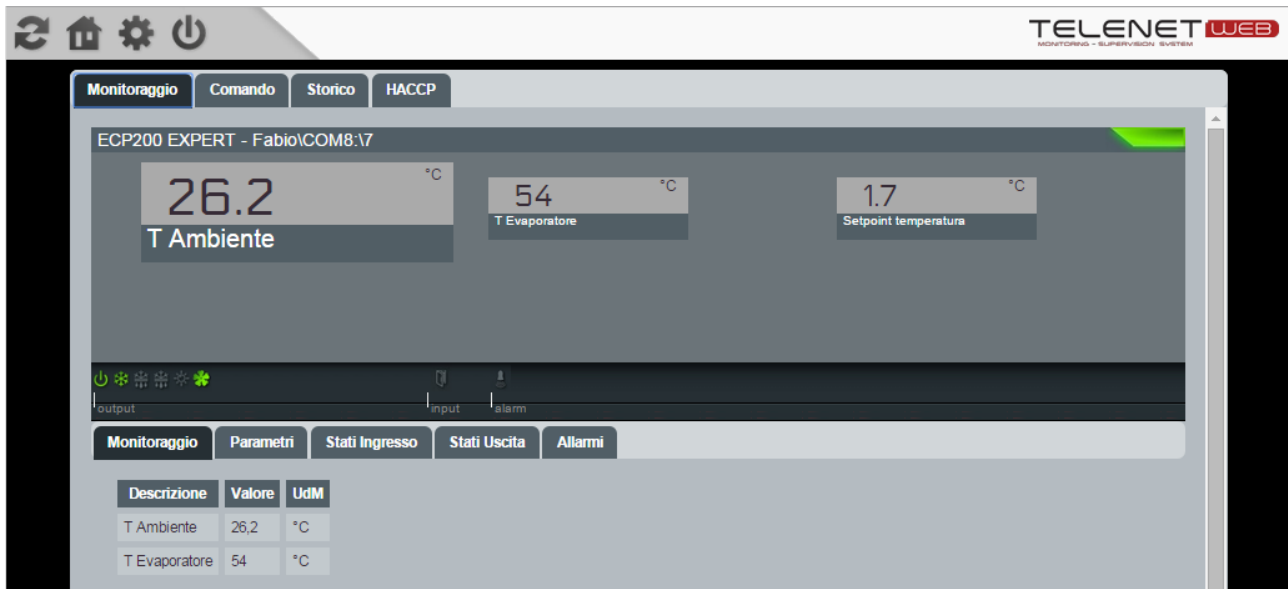 TELENET WEB
MONITORING - SUPERVISION SYSTEM
Monitoraggio Comando Storico HACCP
ECP200 EXPERT - Fabio\COM8:\7
26.2 °C 54 °C 1.7 °C
T Ambiente T Evaporatore Setpoint temperatura
output input alarm
Monitoraggio Parametri Stati Ingresso Stati Uscita Allarmi
Descrizione Valore UdM
T Ambiente 26,2 °C
T Evaporatore 54 °C